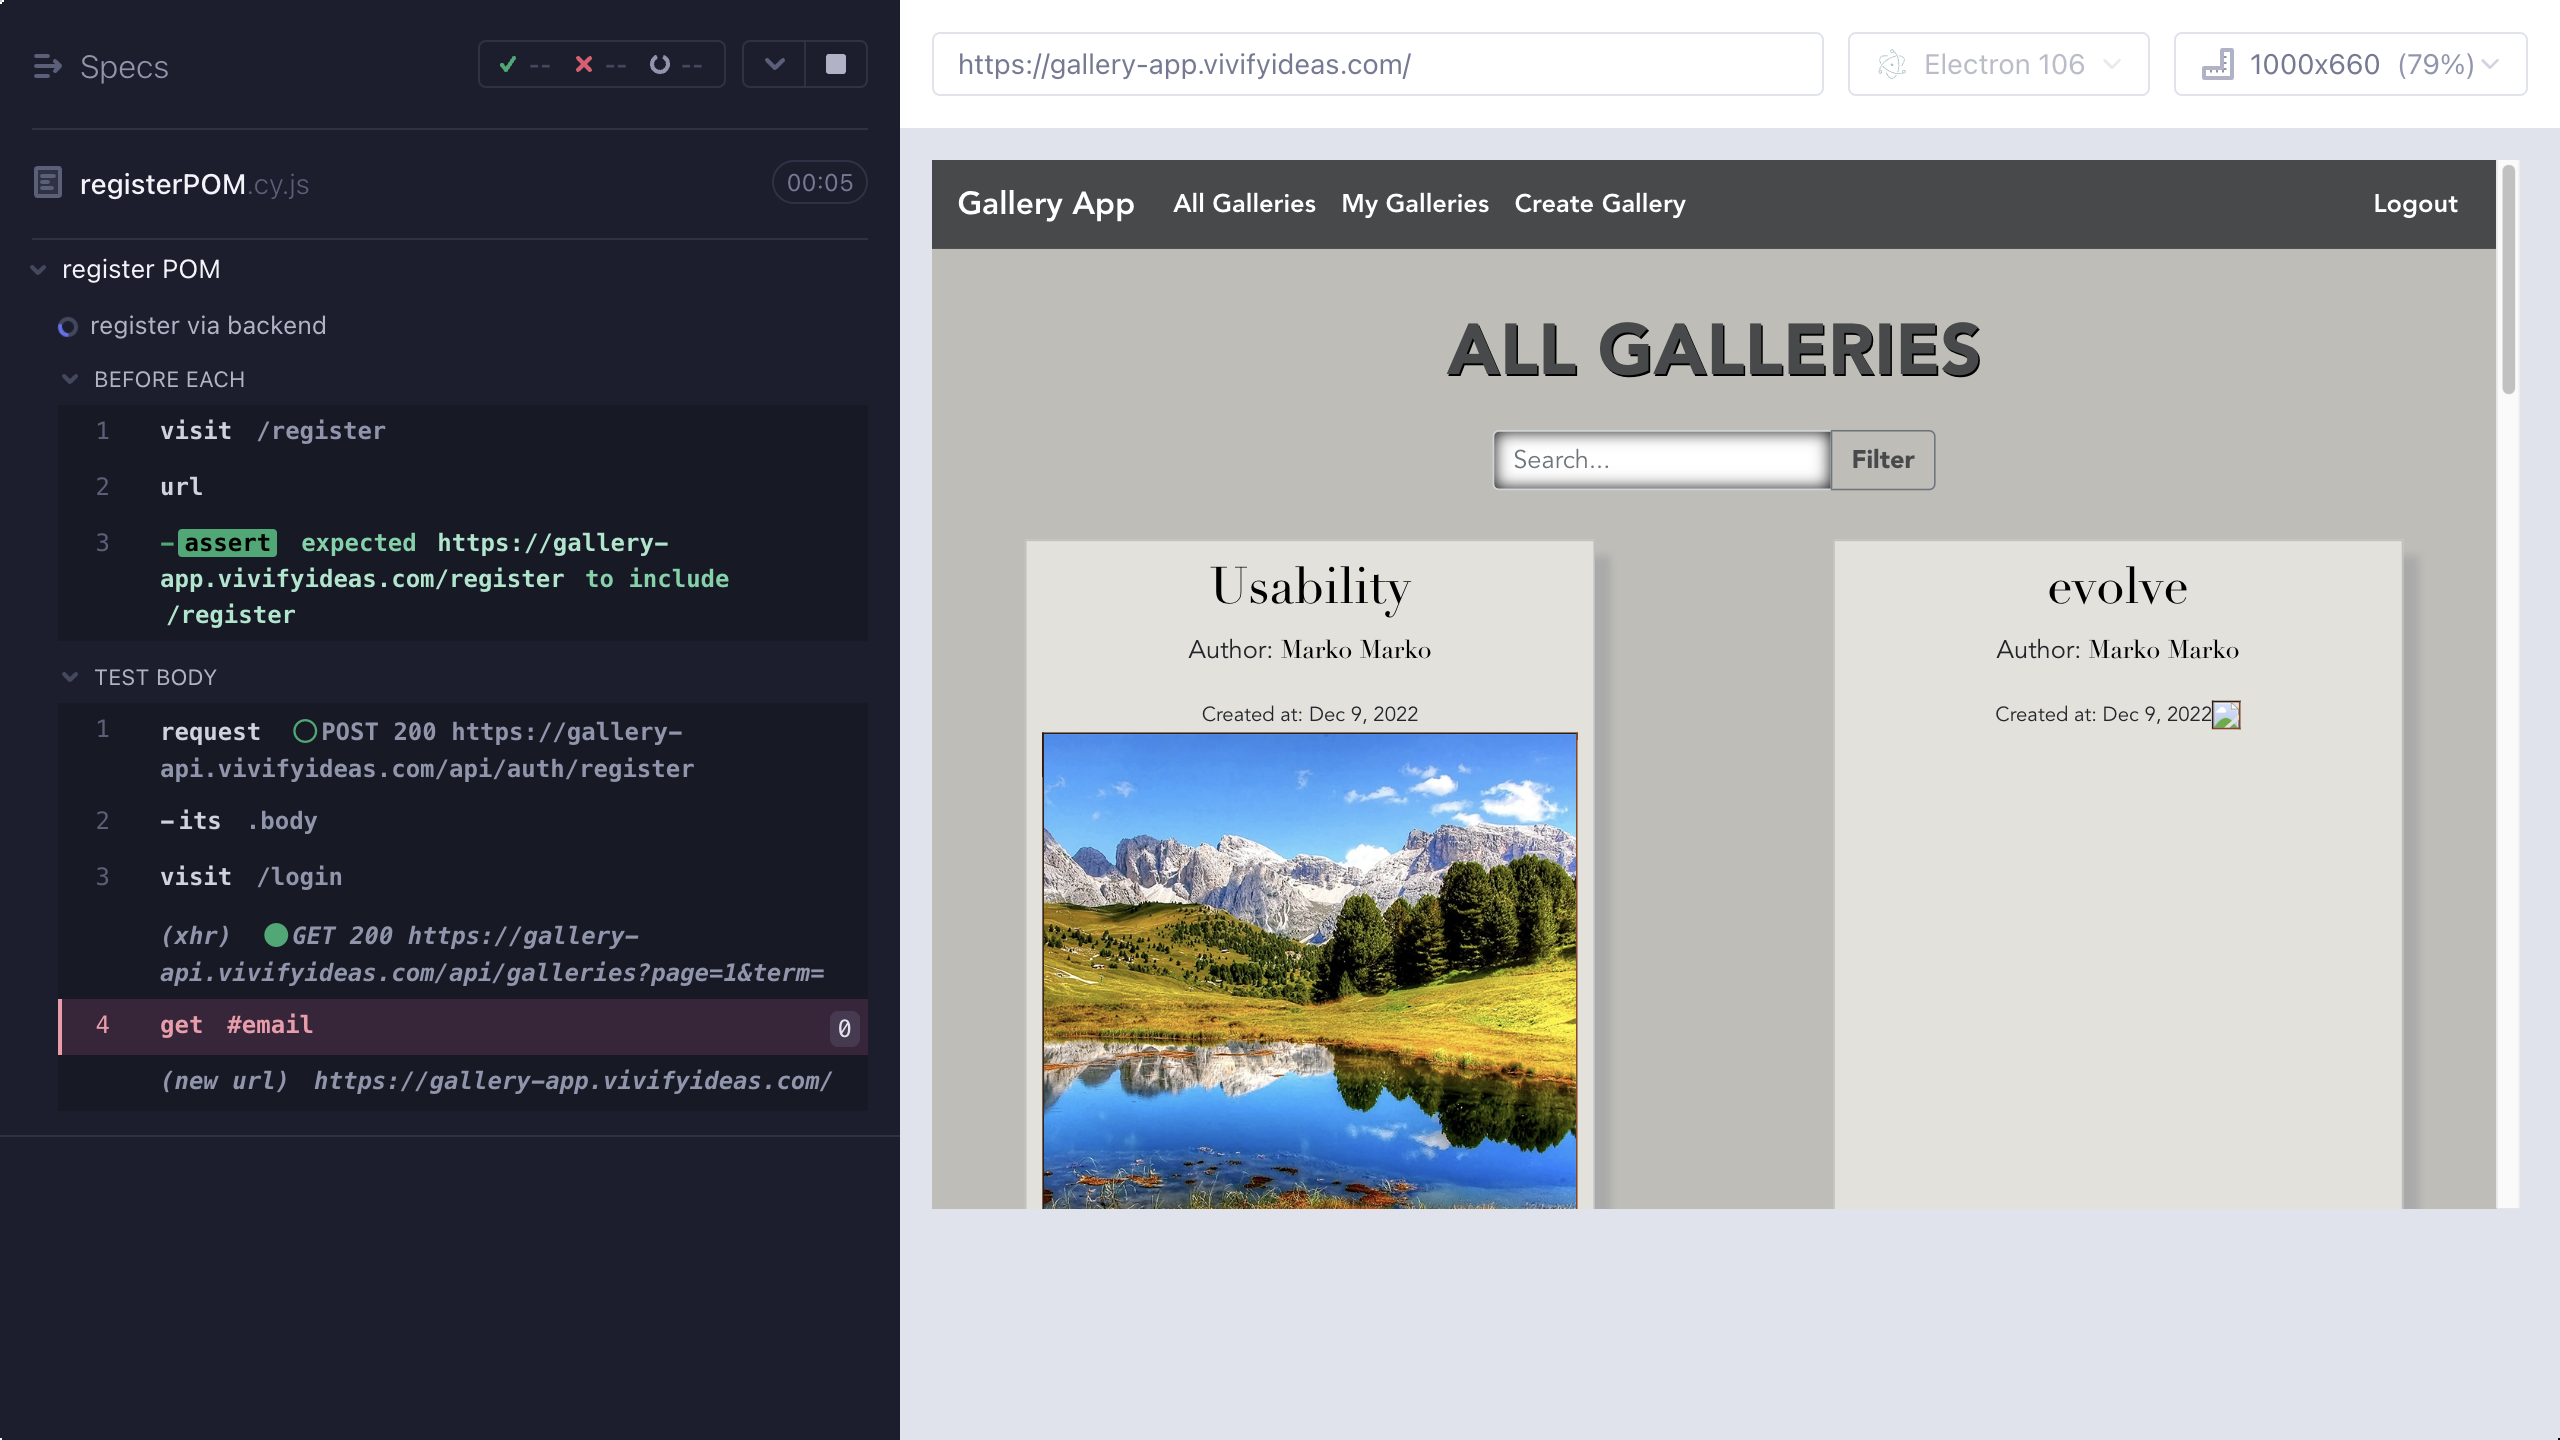 Specs
-- -- --
registerPOM.cy.js
00:05
register POM
register via backend
BEFORE EACH
1 visit /register
2 url
3 -assert expected https://gallery-
app.vivifyideas.com/register to include
/register
TEST BODY
1 request POST 200 https://gallery-
api.vivifyideas.com/api/auth/register
2 -its .body
3 visit /login
(xhr) GET 200 https://gallery-
api.vivifyideas.com/api/galleries?page=1&term=
4 get #email 0
(new url) https://gallery-app.vivifyideas.com/
https://gallery-app.vivifyideas.com/
Electron 106
1000x660 (79%)
Gallery App All Galleries My Galleries Create Gallery Logout
ALL GALLERIES
Search... Filter
Usability
Author: Marko Marko
Created at: Dec 9, 2022
evolve
Author: Marko Marko
Created at: Dec 9, 2022